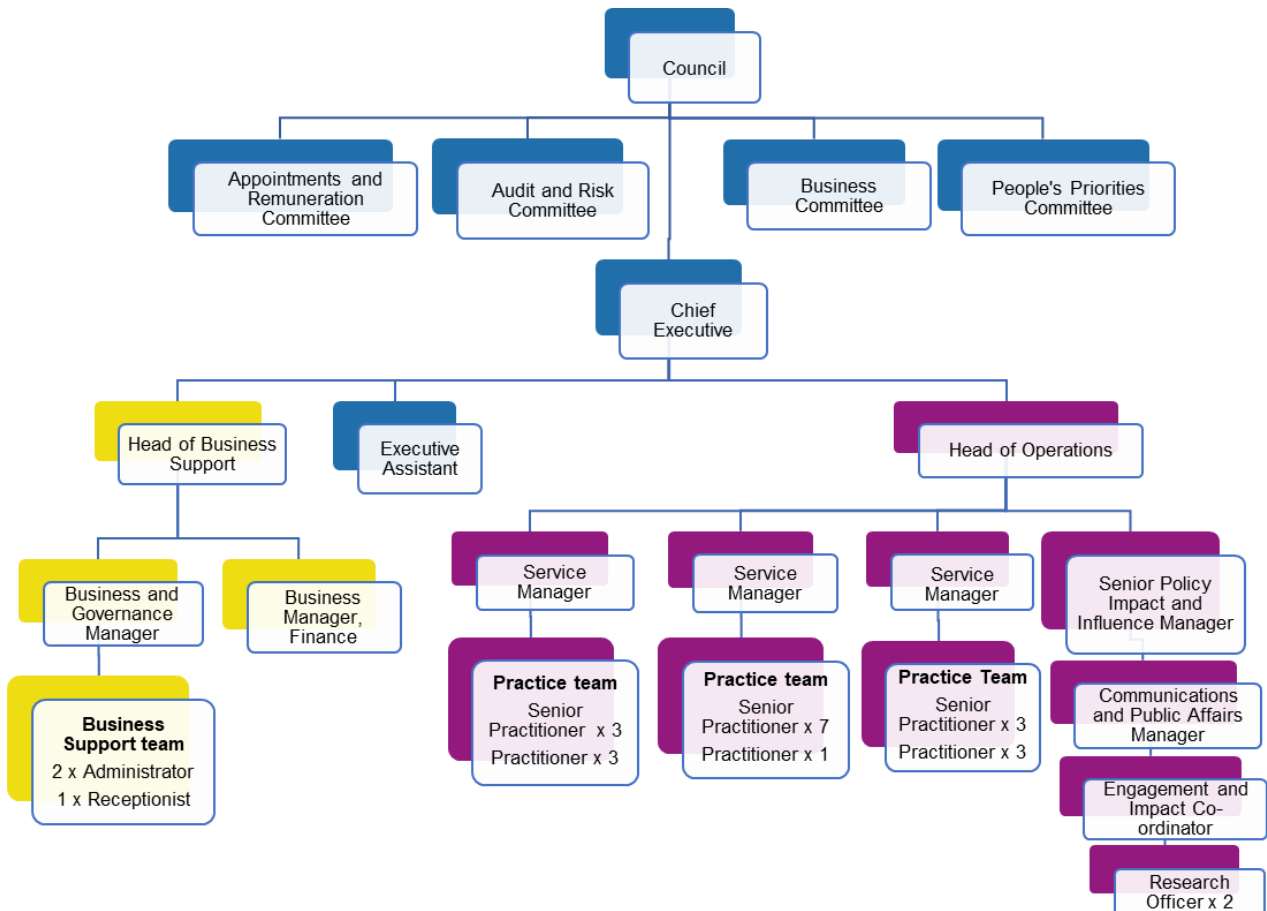 Council
Appointments and
Remuneration
Committee
Audit and Risk
Committee
Business
Committee
People's Priorities
Committee
Chief
Executive
Head of Business
Support
Executive
Assistant
Head of Operations
Business and
Governance
Manager
Business
Manager,
Finance
Service
Manager
Service
Manager
Service
Manager
Senior Policy
Impact and
Influence Manager
Business
Support team
2 x Administrator
1 x Receptionist
Practice team
Senior
Practitioner x 3
Practitioner x 3
Practice team
Senior
Practitioner x 7
Practitioner x 1
Practice Team
Senior
Practitioner x 3
Practitioner x 3
Communications
and Public Affairs
Manager
Engagement and
Impact Co-
ordinator
Research
Officer x 2